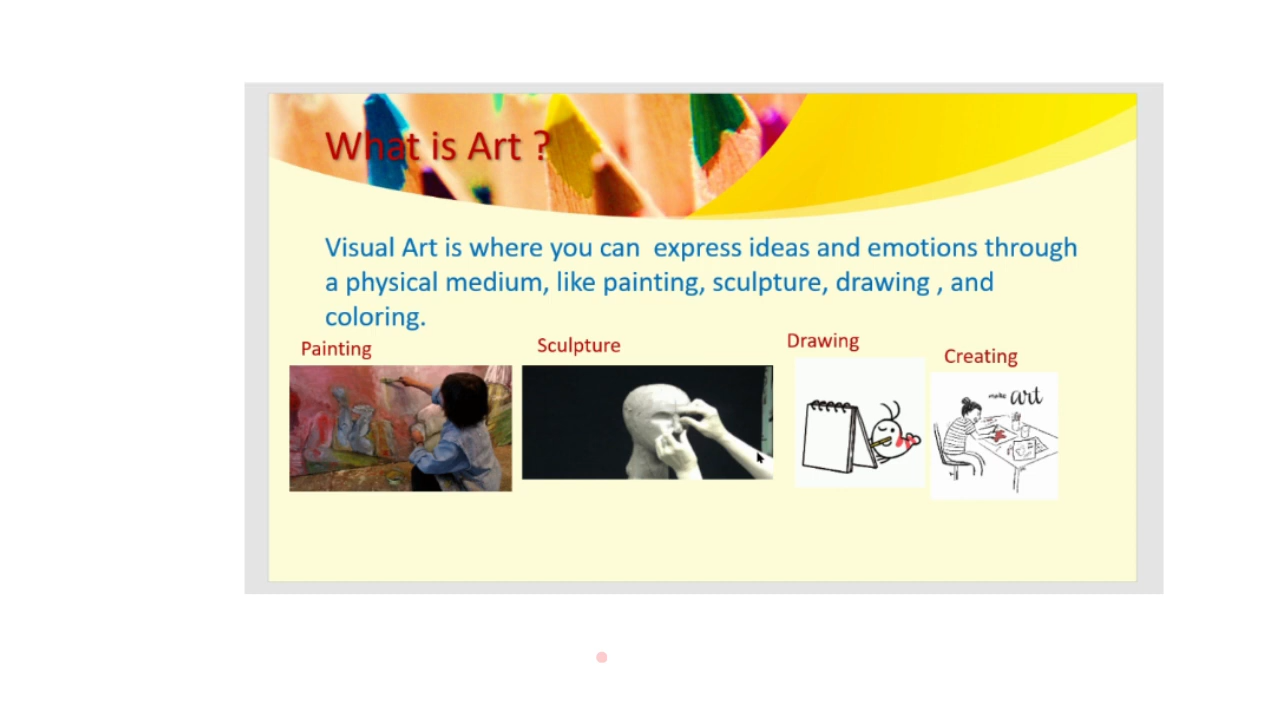 What is Art ?
Visual Art is where you can  express ideas and emotions through
a physical medium, like painting, sculpture, drawing , and
coloring.
Painting
Sculpture
Drawing
Creating
make art